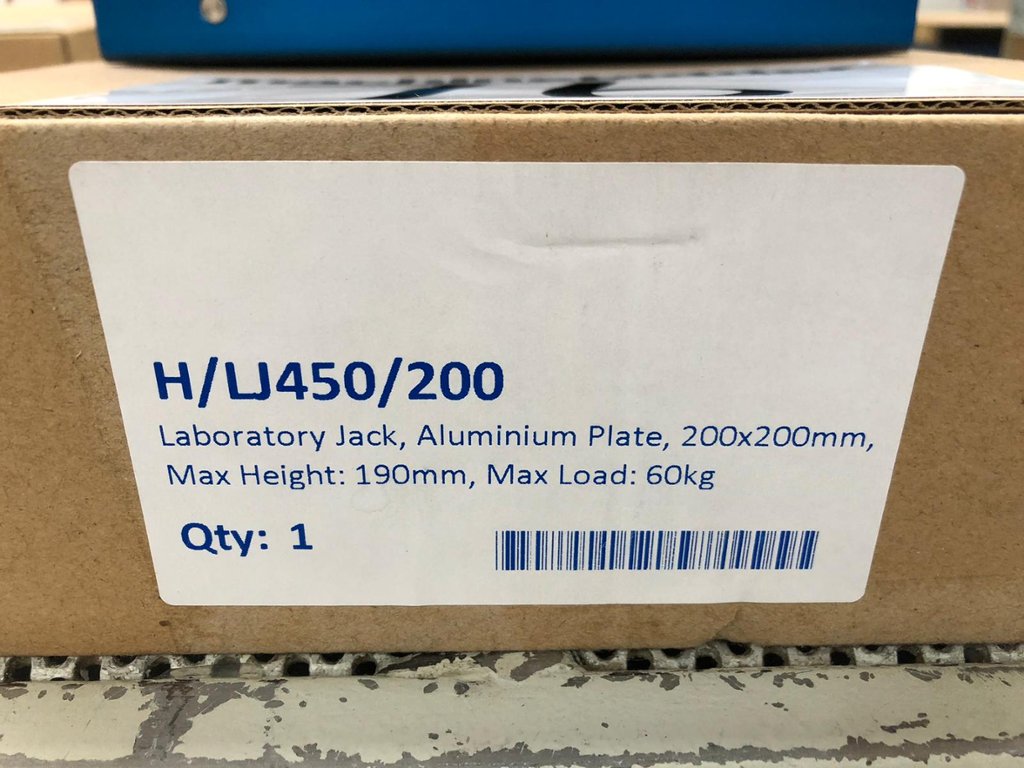 H/LJ450/200
Laboratory Jack, Aluminium Plate, 200x200mm,
Max Height: 190mm, Max Load: 60kg
Qty: 1